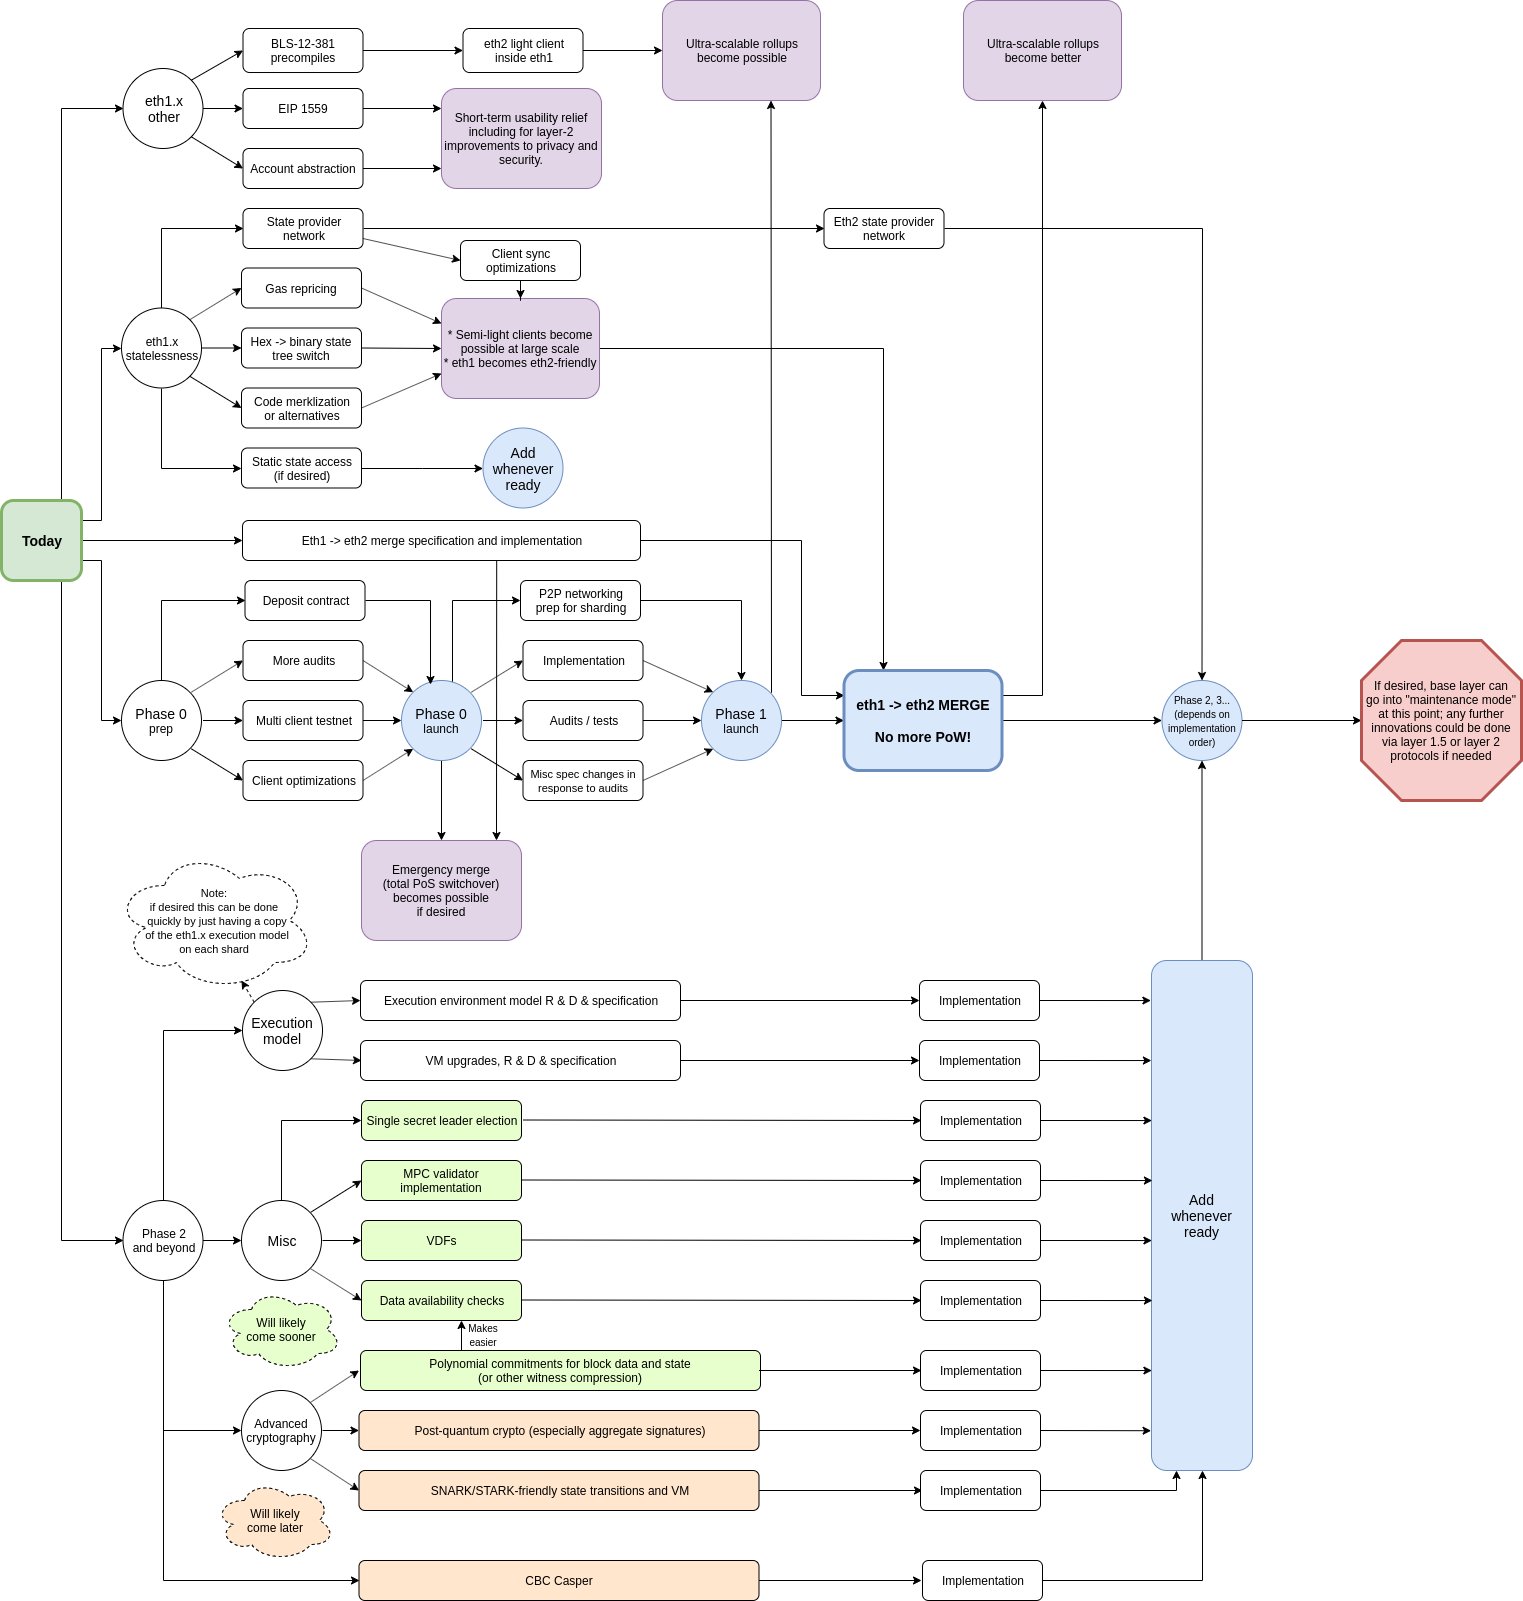 BLS-12-381
precompiles
eth2 light client
inside eth1
Ultra-scalable rollups
become possible
Ultra-scalable rollups
become better
eth1.x
other
EIP 1559
Short-term usability relief
including for layer-2
improvements to privacy and
security.
Account abstraction
State provider
network
Eth2 state provider
network
Client sync
optimizations
Gas repricing
eth1.x
statelessness
Hex -> binary state
tree switch
* Semi-light clients become
possible at large scale
* eth1 becomes eth2-friendly
Code merklization
or alternatives
Static state access
(if desired)
Add
whenever
ready
Today
Eth1 -> eth2 merge specification and implementation
Deposit contract
P2P networking
prep for sharding
More audits
Implementation
Phase 0
prep
Multi client testnet
Phase 0
launch
Audits / tests
Phase 1
launch
eth1 -> eth2 MERGE
No more PoW!
Phase 2, 3...
(depends on
implementation
order)
If desired, base layer can
go into "maintenance mode"
at this point; any further
innovations could be done
via layer 1.5 or layer 2
protocols if needed
Client optimizations
Misc spec changes in
response to audits
Emergency merge
(total PoS switchover)
becomes possible
if desired
Note:
if desired this can be done
quickly by just having a copy
of the eth1.x execution model
on each shard
Execution
model
Execution environment model R & D & specification
Implementation
VM upgrades, R & D & specification
Implementation
Single secret leader election
Implementation
MPC validator
implementation
Implementation
Phase 2
and beyond
Misc
VDFs
Implementation
Add
whenever
ready
Data availability checks
Implementation
Will likely
come sooner
Makes
easier
Polynomial commitments for block data and state
(or other witness compression)
Implementation
Advanced
cryptography
Post-quantum crypto (especially aggregate signatures)
Implementation
SNARK/STARK-friendly state transitions and VM
Implementation
Will likely
come later
CBC Casper
Implementation